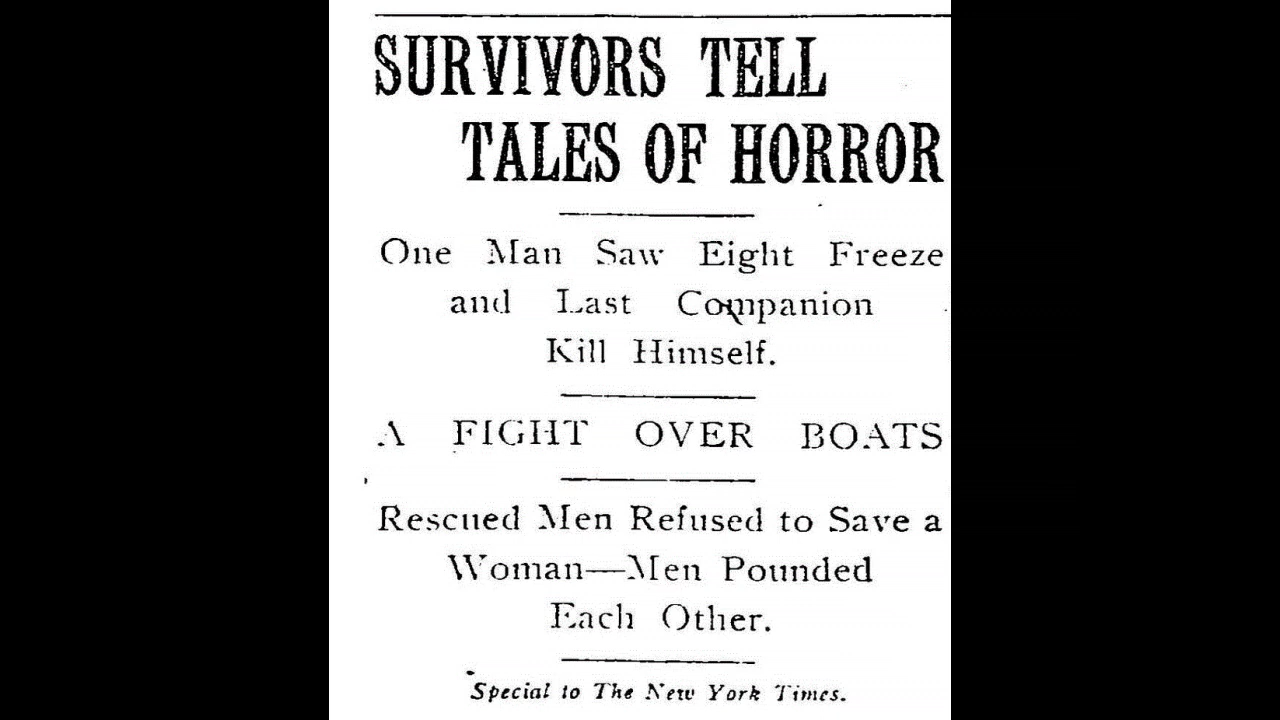 SURVIVORS TELL
TALES OF HORROR
One Man Saw Eight Freeze
and Last Companion
Kill Himself.
A FIGHT OVER BOATS
Rescued Men Refused to Save a
Woman—Men Pounded
Each Other.
Special to The New York Times.